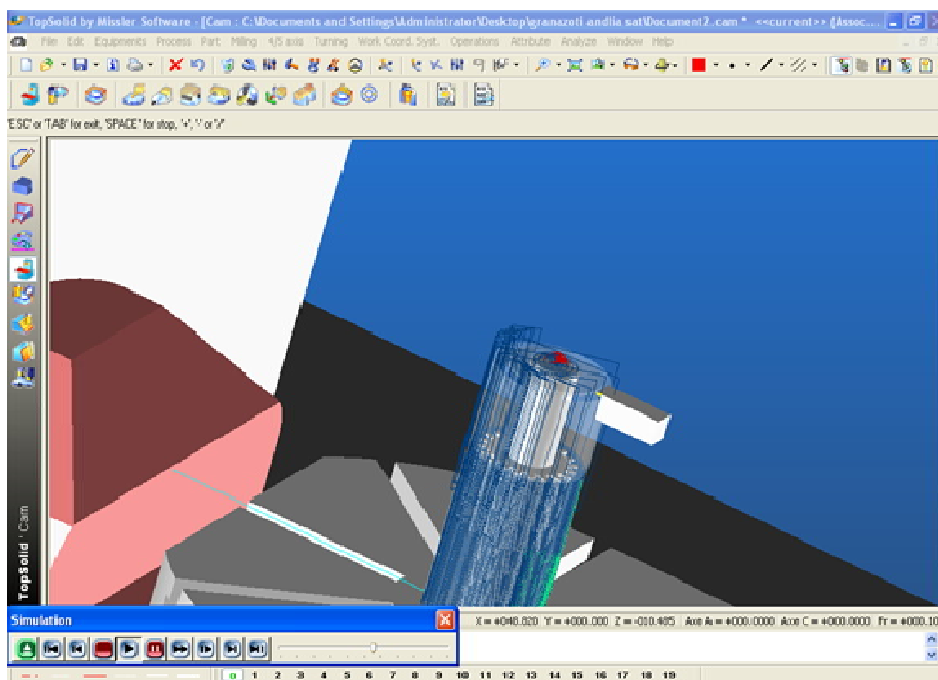 TopSolid by Missler Software - [Cam : C:\Documents and Settings\Administrator\Desktop\granazoti andlia sat\Document2.cam * <<current>> (Assoc....
File Edit Equipments Process Part Milling 4/5 axis Turning Work Coord. Syst. Operations Attribute Analyze Window Help
'ESC' or 'TAB' for exit, 'SPACE' for stop, '+', '-' or '/'
TopSolid 'Cam
Simulation
X = +048.820 Y = +000.000 Z = -010.485 Axe A = +000.0000 Axe C = +000.0000 Fr = +000.10
0 1 2 3 4 5 6 7 8 9 10 11 12 13 14 15 16 17 18 19